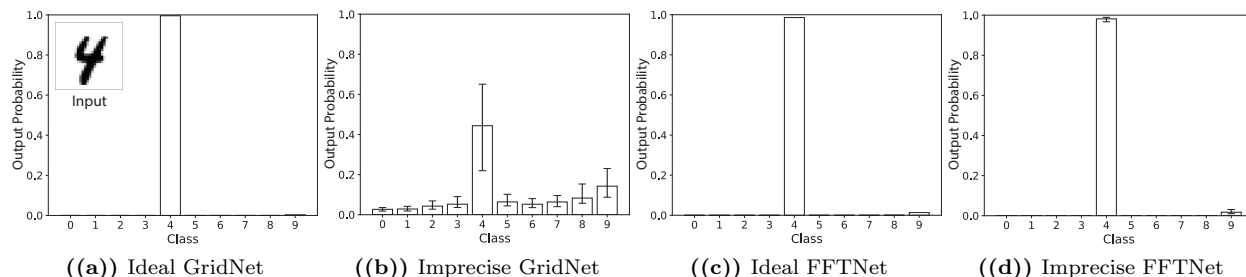 1.0
0.8
0.6
0.4
0.2
0.0
Output Probability
Input
0 1 2 3 4 5 6 7 8 9
Class
((a)) Ideal GridNet
1.0
0.8
0.6
0.4
0.2
0.0
Output Probability
0 1 2 3 4 5 6 7 8 9
Class
((b)) Imprecise GridNet
1.0
0.8
0.6
0.4
0.2
0.0
Output Probability
0 1 2 3 4 5 6 7 8 9
Class
((c)) Ideal FFTNet
1.0
0.8
0.6
0.4
0.2
0.0
Output Probability
0 1 2 3 4 5 6 7 8 9
Class
((d)) Imprecise FFTNet
4